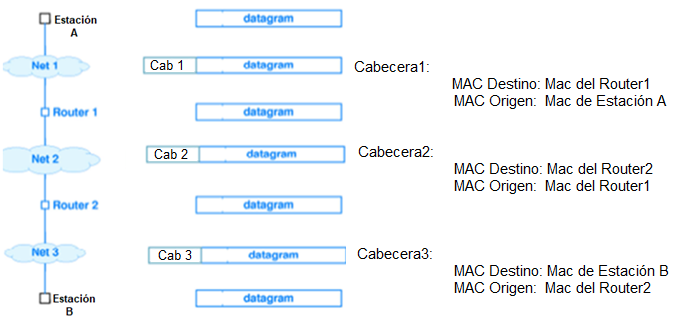 Estación
A
datagram
Net 1
Cab 1
datagram
Cabecera1:
MAC Destino: Mac del Router1
MAC Origen: Mac de Estación A
Router 1
datagram
Net 2
Cab 2
datagram
Cabecera2:
MAC Destino: Mac del Router2
MAC Origen: Mac del Router1
Router 2
datagram
Net 3
Cab 3
datagram
Cabecera3:
MAC Destino: Mac de Estación B
MAC Origen: Mac del Router2
Estación
B
datagram